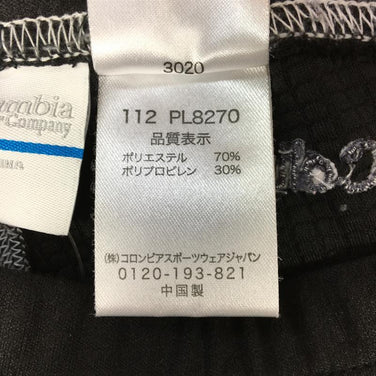 3020
112 PL8270
品質表示
ポリエステル 70%
ポリプロピレン 30%
(株)コロンビアスポーツウェアジャパン
0120-193-821
中国製
mbia
Company